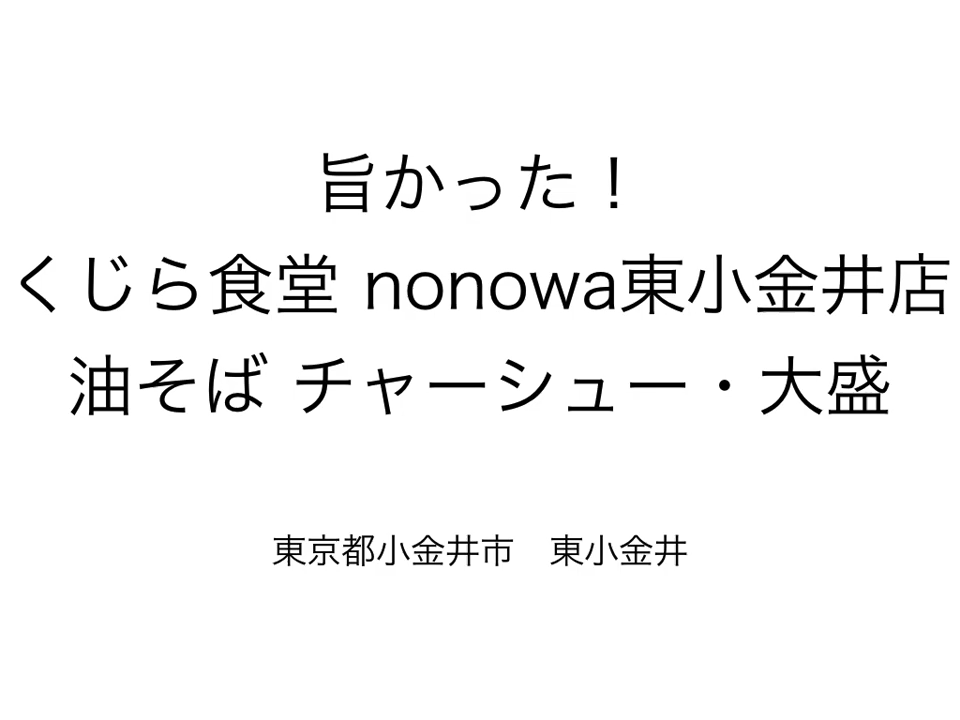 旨かった！
くじら食堂 nonowa東小金井店
油そば チャーシュー・大盛
東京都小金井市　東小金井